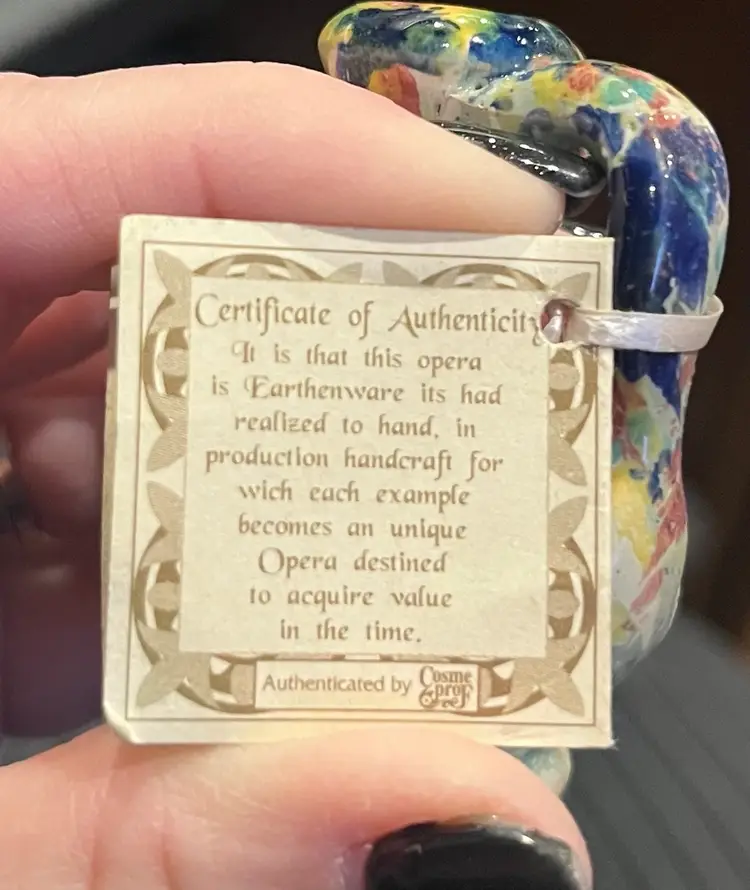 Certificate of Authenticity
It is that this opera
is Earthenware its had
realized to hand, in
production handcraft for
wich each example
becomes an unique
Opera destined
to acquire value
in the time.
Authenticated by Cosme
&prof